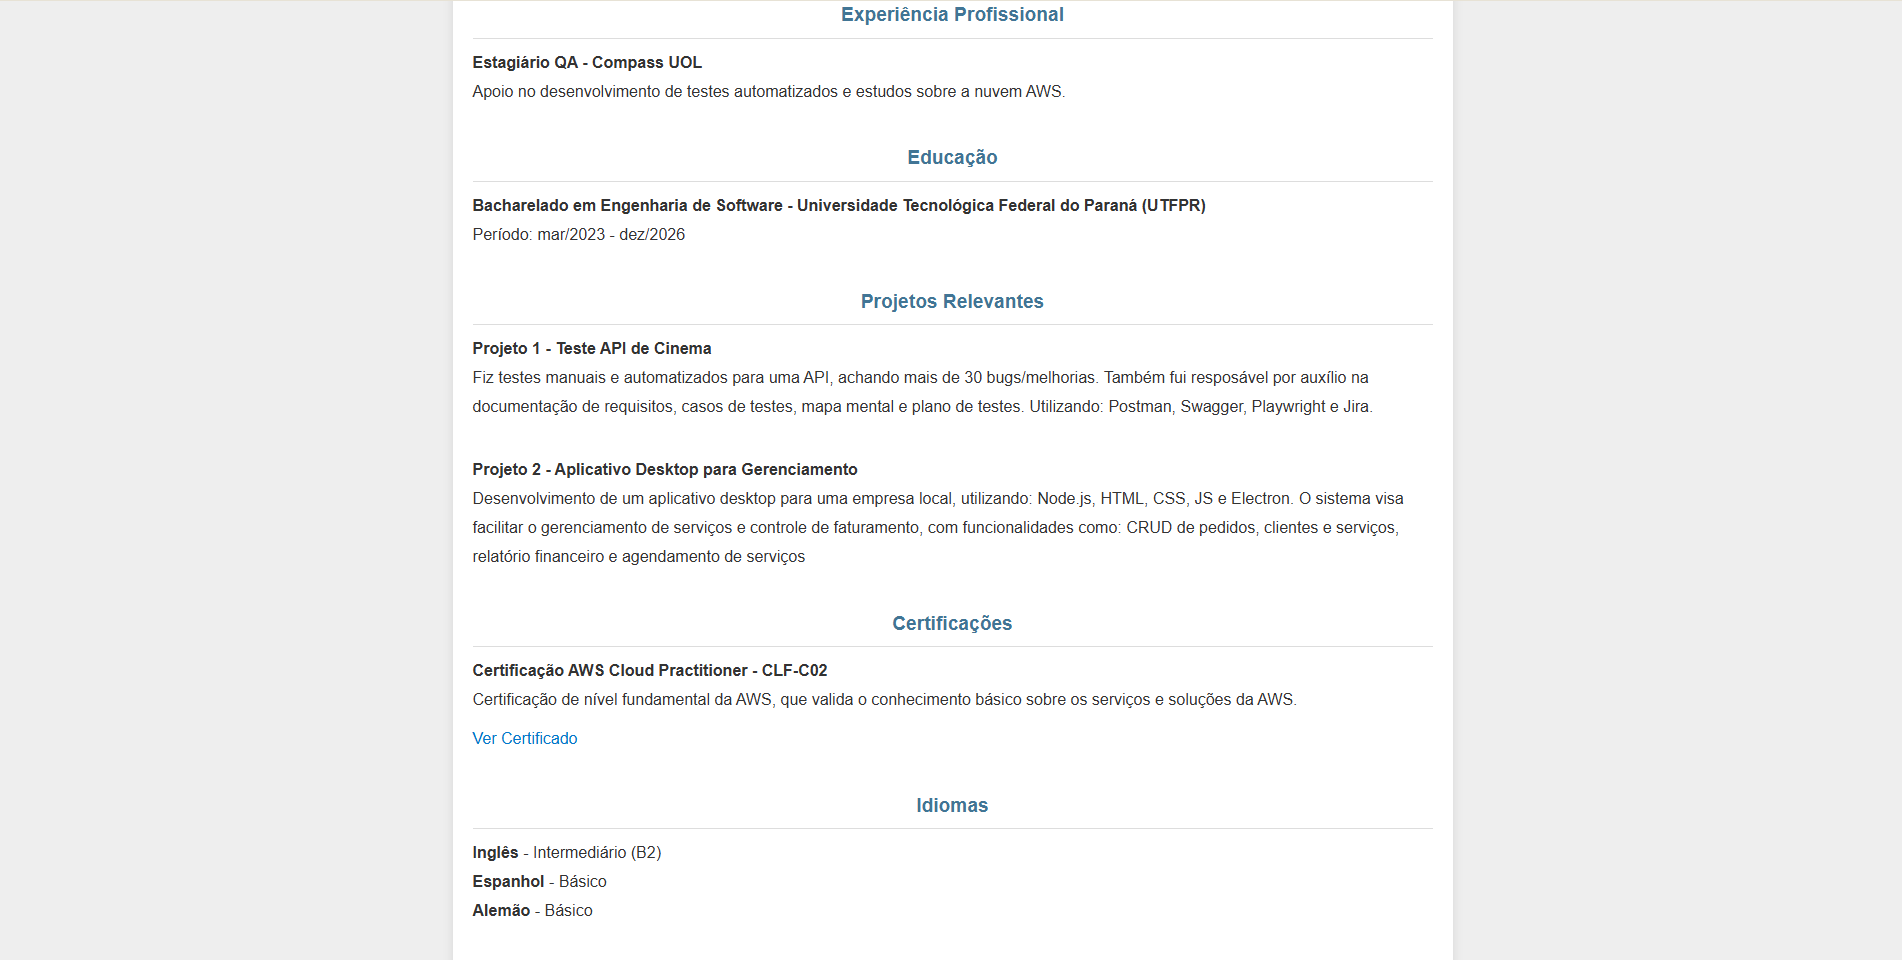 Experiência Profissional
Estagiário QA - Compass UOL
Apoio no desenvolvimento de testes automatizados e estudos sobre a nuvem AWS.
Educação
Bacharelado em Engenharia de Software - Universidade Tecnológica Federal do Paraná (UTFPR)
Período: mar/2023 - dez/2026
Projetos Relevantes
Projeto 1 - Teste API de Cinema
Fiz testes manuais e automatizados para uma API, achando mais de 30 bugs/melhorias. Também fui resposável por auxílio na
documentação de requisitos, casos de testes, mapa mental e plano de testes. Utilizando: Postman, Swagger, Playwright e Jira.
Projeto 2 - Aplicativo Desktop para Gerenciamento
Desenvolvimento de um aplicativo desktop para uma empresa local, utilizando: Node.js, HTML, CSS, JS e Electron. O sistema visa
facilitar o gerenciamento de serviços e controle de faturamento, com funcionalidades como: CRUD de pedidos, clientes e serviços,
relatório financeiro e agendamento de serviços
Certificações
Certificação AWS Cloud Practitioner - CLF-C02
Certificação de nível fundamental da AWS, que valida o conhecimento básico sobre os serviços e soluções da AWS.
Ver Certificado
Idiomas
Inglês - Intermediário (B2)
Espanhol - Básico
Alemão - Básico